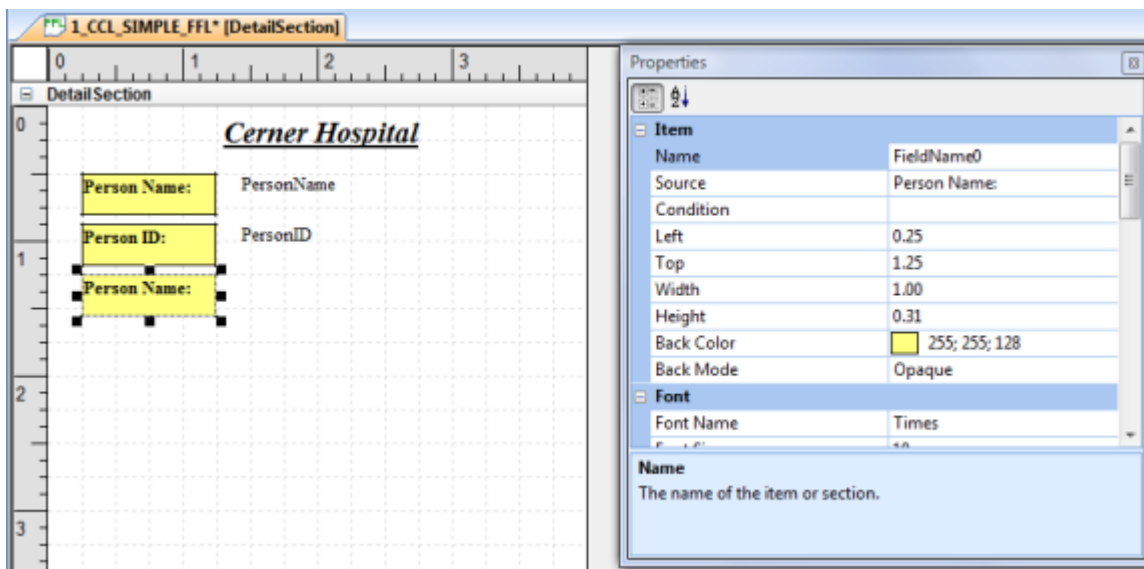 1_CCL_SIMPLE_FFL* [DetailSection]
0 1 2 3
DetailSection
0
Cerner Hospital
Person Name: PersonName
Person ID: PersonID
1
Person Name:
2
3
Properties
Item
Name FieldName0
Source Person Name:
Condition
Left 0.25
Top 1.25
Width 1.00
Height 0.31
Back Color 255; 255; 128
Back Mode Opaque
Font
Font Name Times
Name
The name of the item or section.